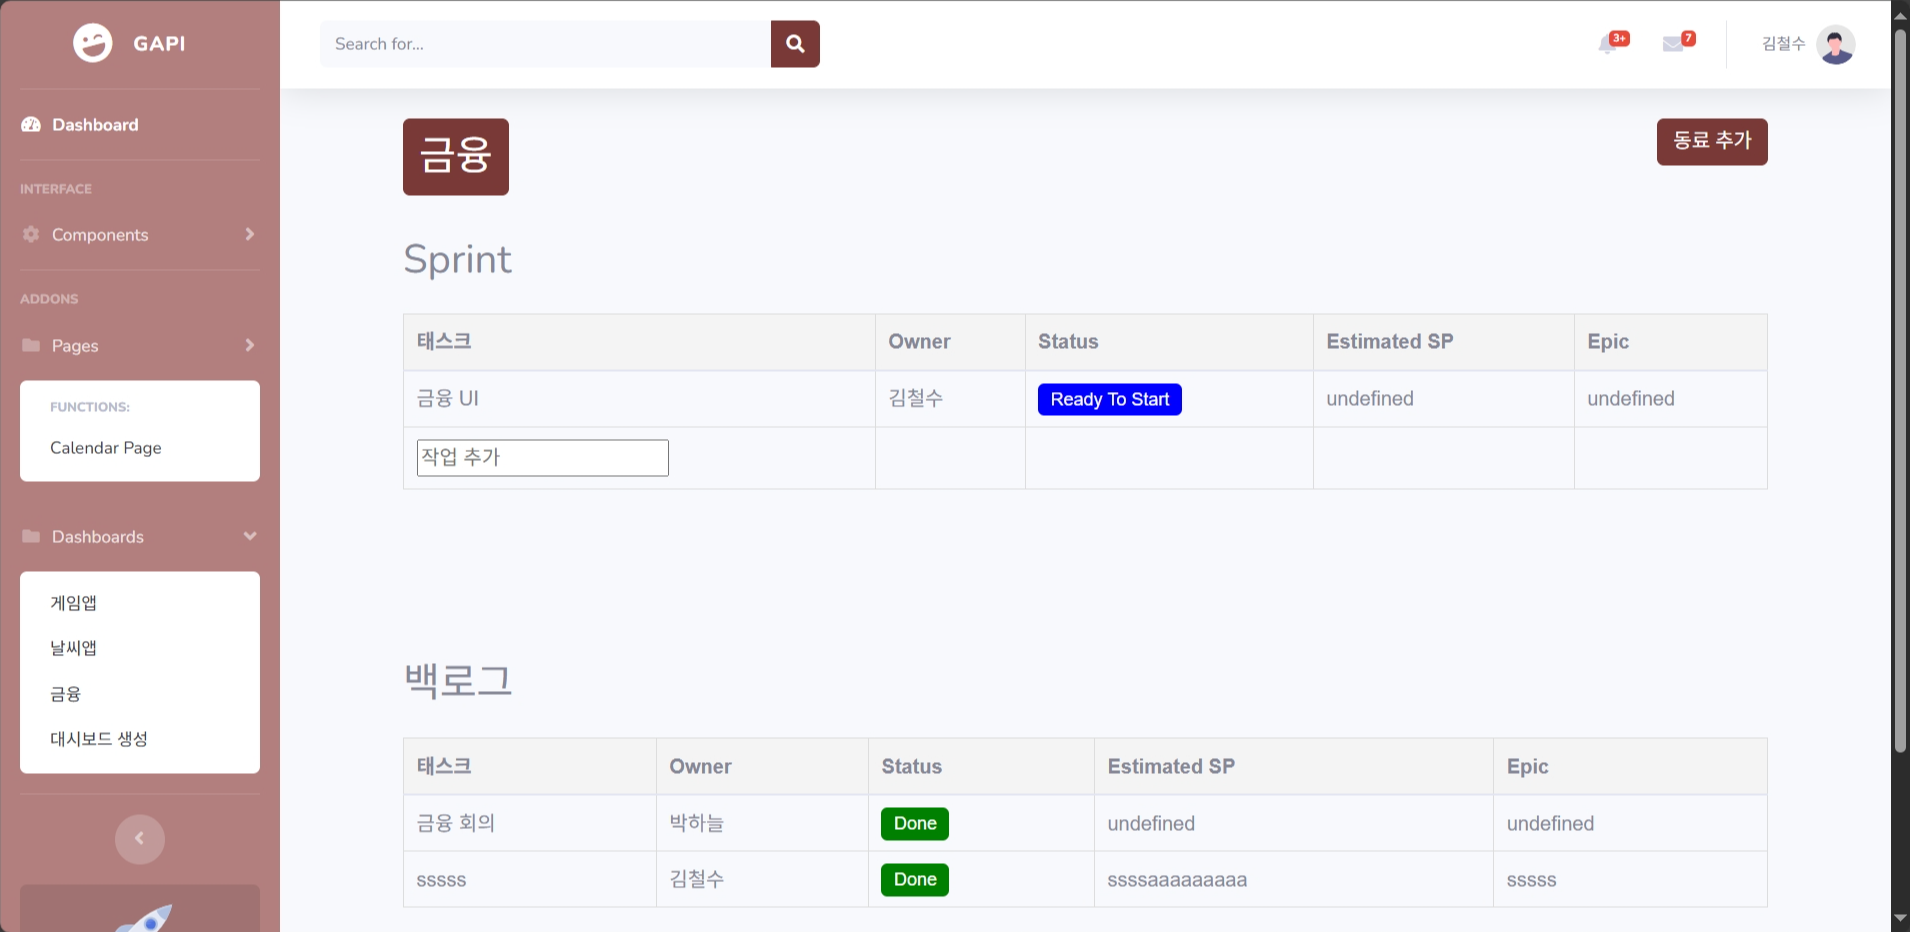 GAPI
Search for...
3+
7
김철수
Dashboard
INTERFACE
Components
ADDONS
Pages
FUNCTIONS:
Calendar Page
Dashboards
게임앱
날씨앱
금융
대시보드 생성
금융
동료 추가
Sprint
태스크 Owner Status Estimated SP Epic
금융 UI 김철수 Ready To Start undefined undefined
작업 추가
백로그
태스크 Owner Status Estimated SP Epic
금융 회의 박하늘 Done undefined undefined
sssss 김철수 Done ssssaaaaaaaaa sssss